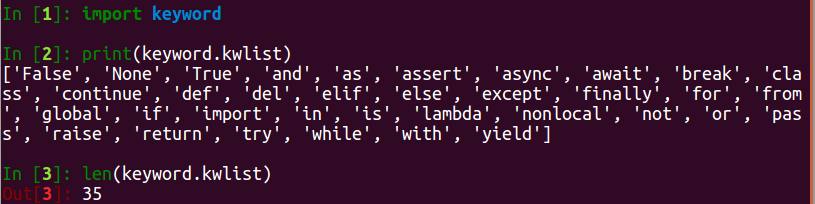 In [1]: import keyword
In [2]: print(keyword.kwlist)
['False', 'None', 'True', 'and', 'as', 'assert', 'async', 'await', 'break', 'cla
ss', 'continue', 'def', 'del', 'elif', 'else', 'except', 'finally', 'for', 'from
', 'global', 'if', 'import', 'in', 'is', 'lambda', 'nonlocal', 'not', 'or', 'pas
s', 'raise', 'return', 'try', 'while', 'with', 'yield']
In [3]: len(keyword.kwlist)
Out[3]: 35